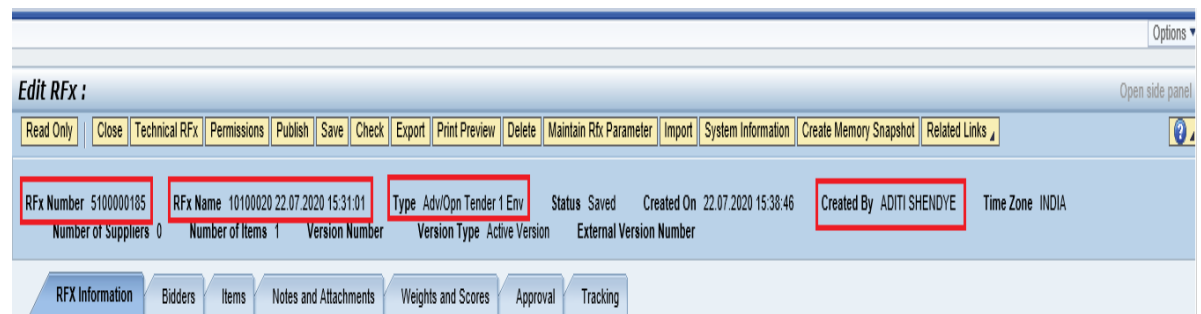 Options
Edit RFx :
Open side panel
Read Only Close Technical RFx Permissions Publish Save Check Export Print Preview Delete Maintain Rfx Parameter Import System Information Create Memory Snapshot Related Links ?
RFx Number 5100000185 RFx Name 10100020 22.07.2020 15:31:01 Type Adv/Opn Tender 1 Env Status Saved Created On 22.07.2020 15:38:46 Created By ADITI SHENDYE Time Zone INDIA
Number of Suppliers 0 Number of Items 1 Version Number Version Type Active Version External Version Number
RFX Information Bidders Items Notes and Attachments Weights and Scores Approval Tracking